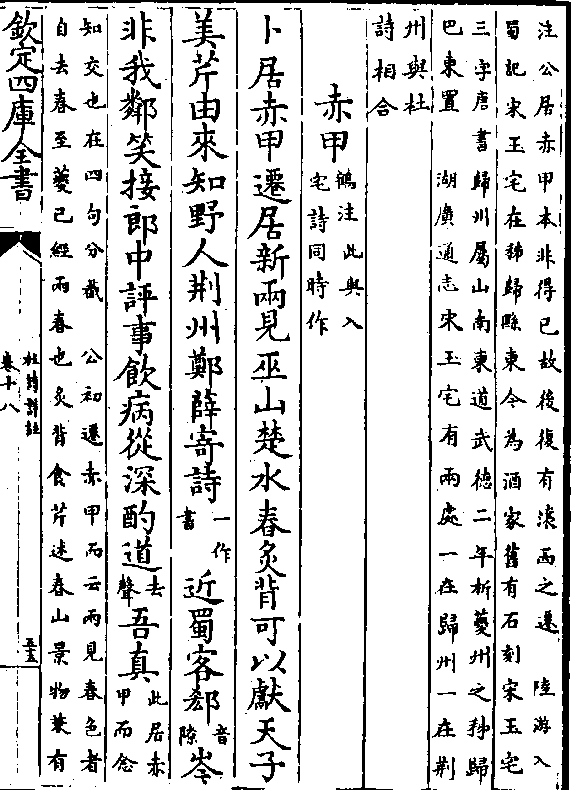 注公居赤甲本非得已故後復有瀼西之遷　陸游入
蜀記宋玉宅在秭歸縣東今為酒家舊有石刻宋玉宅
三字唐書歸州屬山南東道武德二年析夔州之秭歸
巴東置　湖廣通志宋玉宅有兩處一在歸州一在荆
州與杜
詩相合
赤甲鶴注此與入宅詩同時作
卜居赤甲遷居新兩見巫山楚水春炙背可以獻天子
美芹由來知野人荆州鄭薛寄詩一作書近蜀客郄音隙岑
非我鄰笑接郎中評事飲病從深酌道去聲吾真此居赤甲而念
知交也在四句分截　公初遷赤甲而云兩見春色者
自去春至夔已經兩春也炙背食芹述春山景物葉有
欽定四庫全書
杜詩詳註
卷十八
五